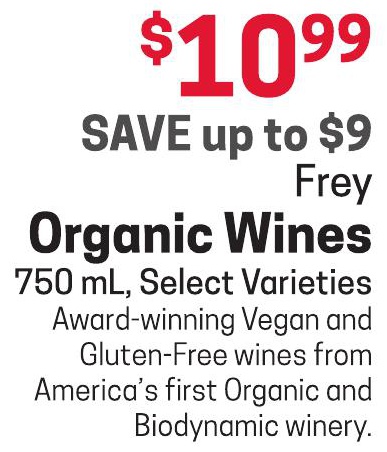 $10.99
SAVE up to $9
Frey
Organic Wines
750 mL, Select Varieties
Award-winning Vegan and
Gluten-Free wines from
America's first Organic and
Biodynamic winery.